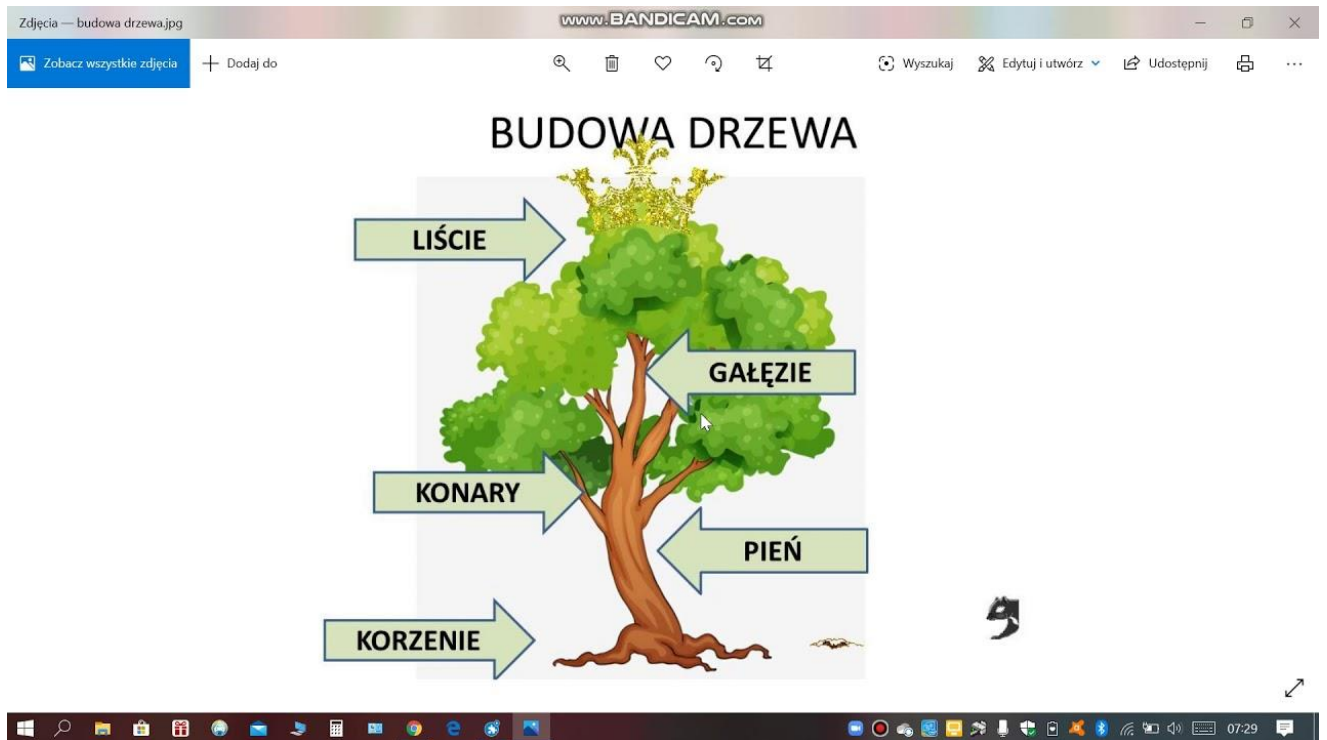 Zdjęcia — budowa drzewa.jpg
www.BANDICAM.com
Zobacz wszystkie zdjęcia
Dodaj do
Wyszukaj
Edytuj i utwórz
Udostępnij
BUDOWA DRZEWA
LIŚCIE
GAŁĘZIE
KONARY
PIEŃ
KORZENIE
07:29